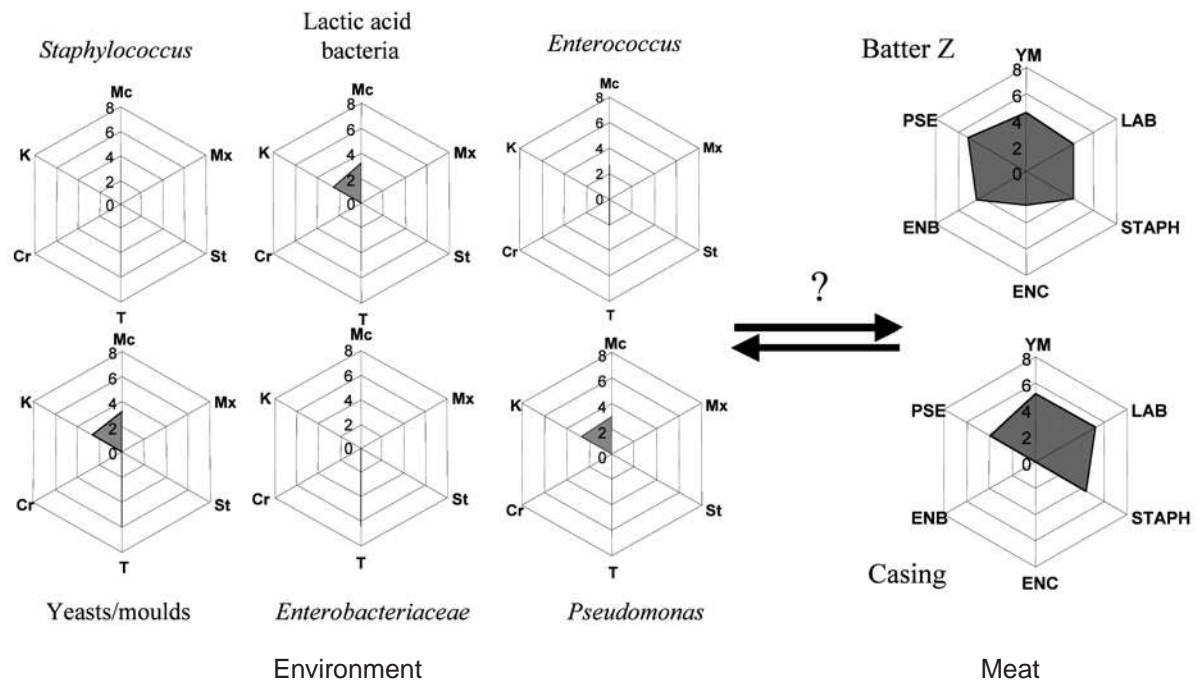 Staphylococcus
Lactic acid
bacteria
Enterococcus
Mc
8
6
4
2
0
K
Mx
Cr
St
T
Mc
8
6
4
2
0
K
Mx
Cr
St
T
Mc
8
6
4
2
0
K
Mx
Cr
St
T
Mc
8
6
4
2
0
K
Mx
Cr
St
T
Yeasts/moulds
Mc
8
6
4
2
0
K
Mx
Cr
St
T
Enterobacteriaceae
Mc
8
6
4
2
0
K
Mx
Cr
St
T
Pseudomonas
Environment
?
Batter Z
YM
8
6
4
2
0
PSE
LAB
ENB
STAPH
ENC
YM
8
6
4
2
0
PSE
LAB
ENB
STAPH
ENC
Casing
Meat